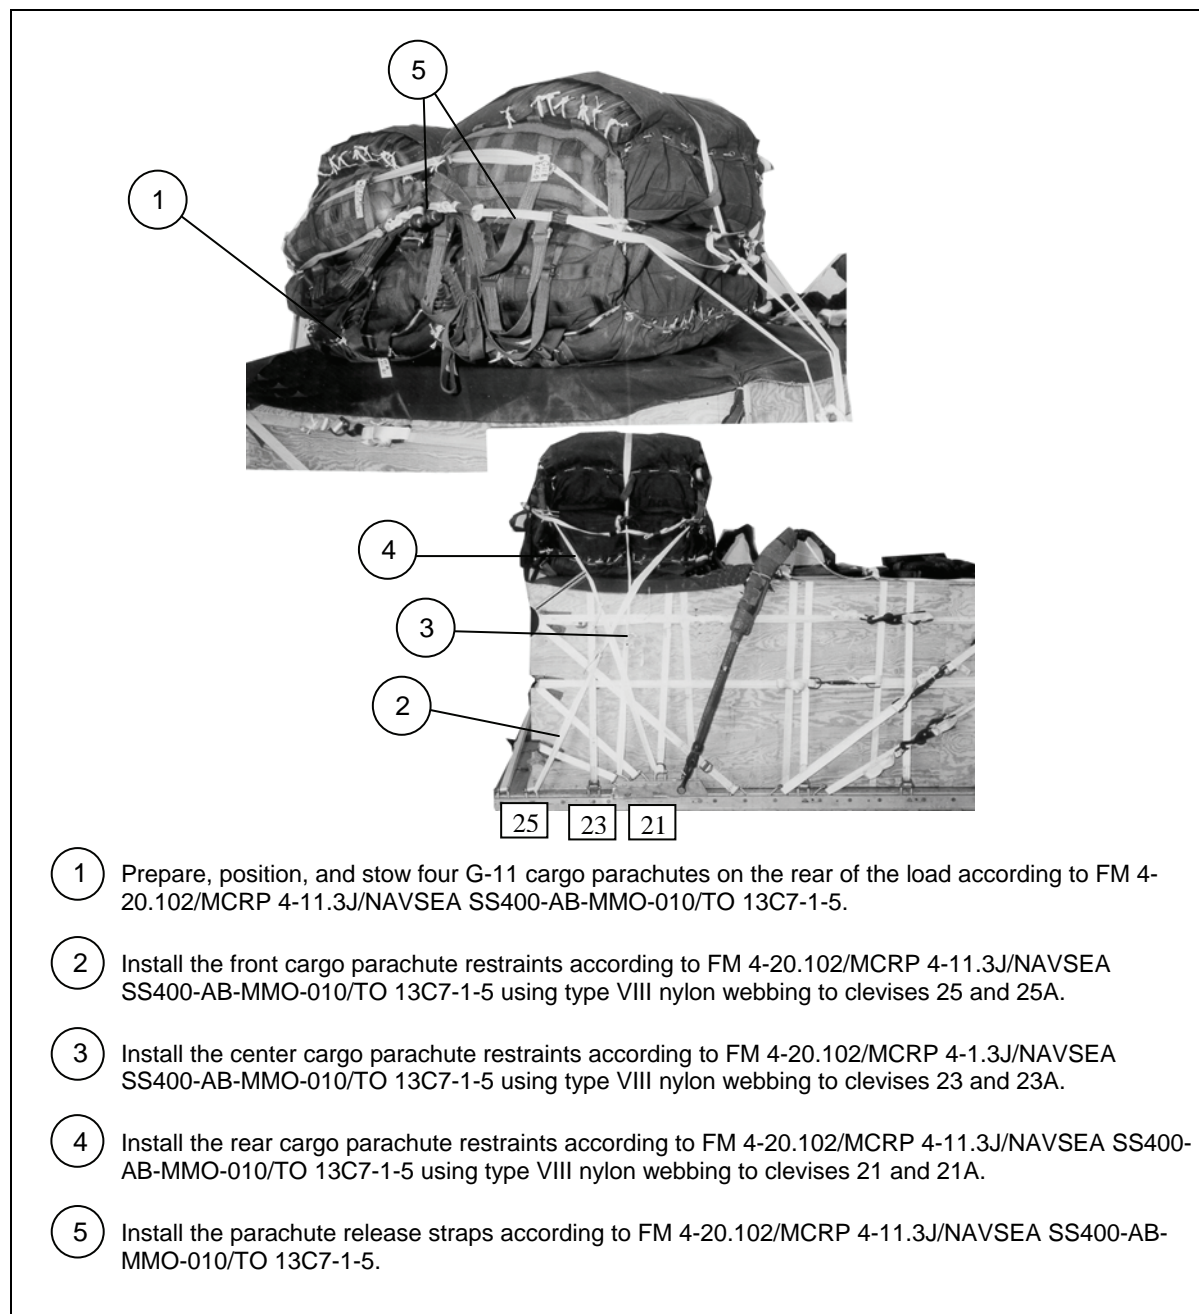 5
1
4
3
2
25 23 21
1 Prepare, position, and stow four G-11 cargo parachutes on the rear of the load according to FM 4-
20.102/MCRP 4-11.3J/NAVSEA SS400-AB-MMO-010/TO 13C7-1-5.
2 Install the front cargo parachute restraints according to FM 4-20.102/MCRP 4-11.3J/NAVSEA
SS400-AB-MMO-010/TO 13C7-1-5 using type VIII nylon webbing to clevises 25 and 25A.
3 Install the center cargo parachute restraints according to FM 4-20.102/MCRP 4-1.3J/NAVSEA
SS400-AB-MMO-010/TO 13C7-1-5 using type VIII nylon webbing to clevises 23 and 23A.
4 Install the rear cargo parachute restraints according to FM 4-20.102/MCRP 4-11.3J/NAVSEA SS400-
AB-MMO-010/TO 13C7-1-5 using type VIII nylon webbing to clevises 21 and 21A.
5 Install the parachute release straps according to FM 4-20.102/MCRP 4-11.3J/NAVSEA SS400-AB-
MMO-010/TO 13C7-1-5.